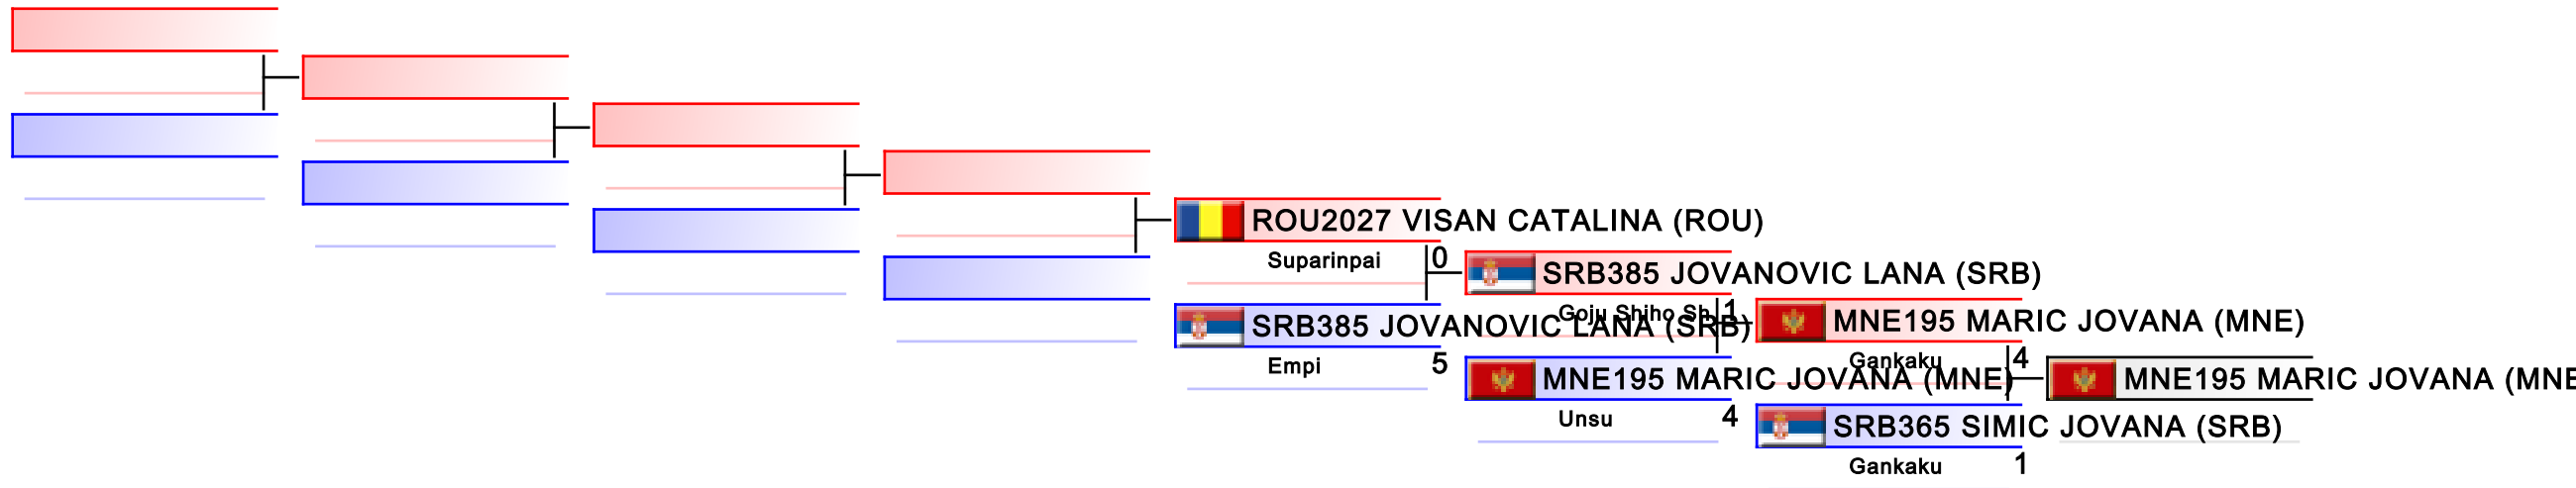 ROU2027 VISAN CATALINA (ROU)
Suparinpai 0
SRB385 JOVANOVIC LANA (SRB)
Empi 5
SRB385 JOVANOVIC LANA (SRB)
Goju Shiho Sh 1
MNE195 MARIC JOVANA (MNE)
Unsu 4
MNE195 MARIC JOVANA (MNE)
Gankaku 4
SRB365 SIMIC JOVANA (SRB)
Gankaku 1
MNE195 MARIC JOVANA (MNE